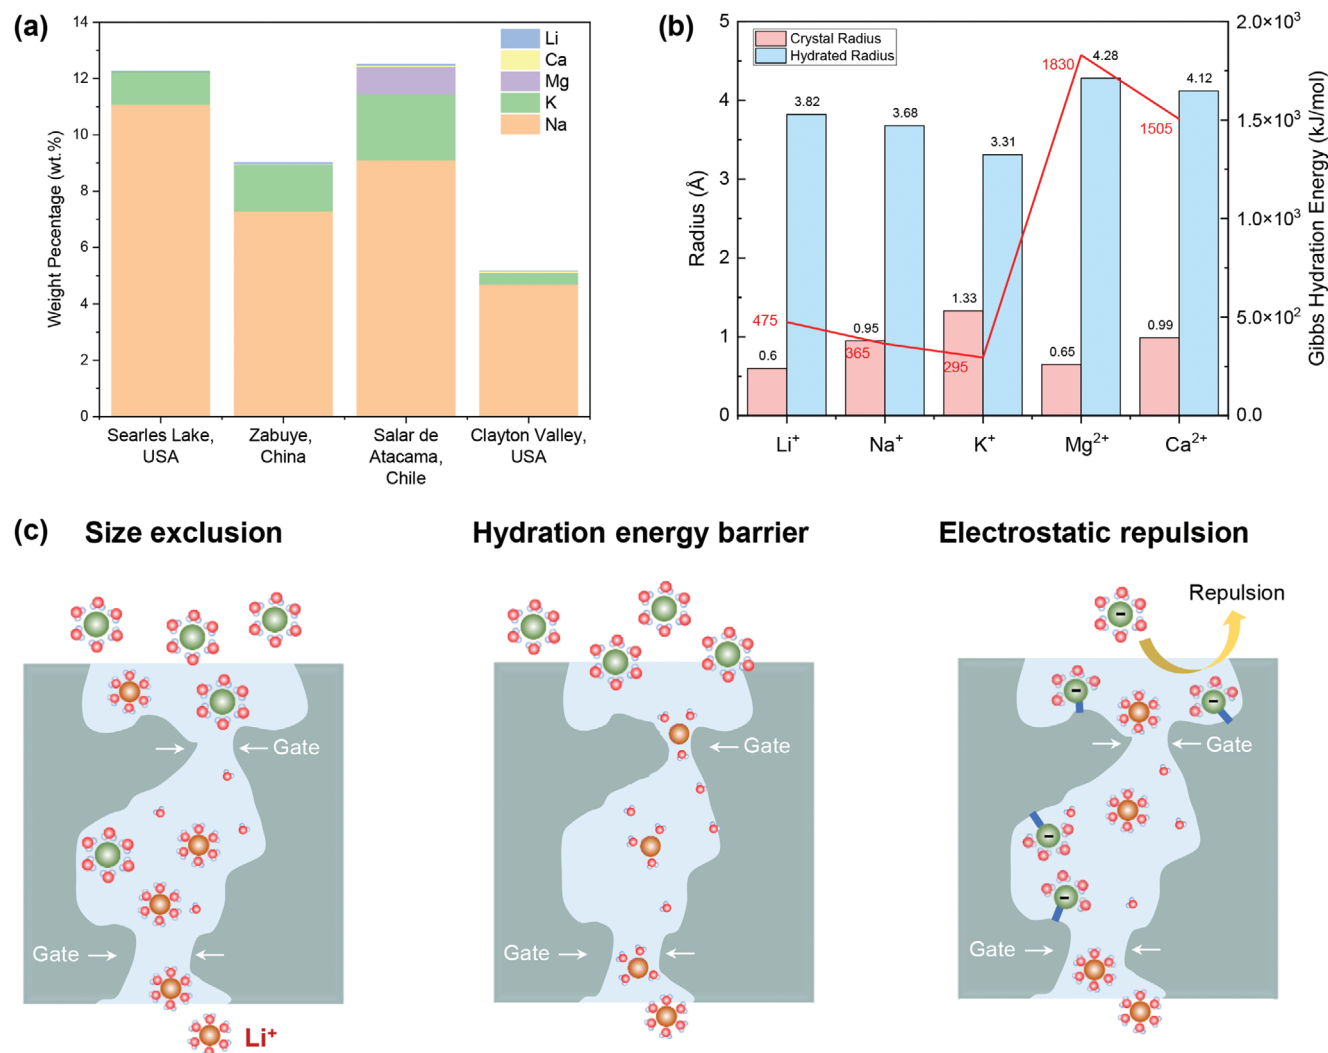 (a)
14
12
10
8
6
4
2
0
Weight Pecentage (wt.%)
Li
Ca
Mg
K
Na
Searles Lake,
USA
Zabuye,
China
Salar de
Atacama,
Chile
Clayton Valley,
USA
(b)
5
4
3
2
1
0
Radius (Å)
Crystal Radius
Hydrated Radius
3.82
3.68
3.31
4.28
4.12
0.6
0.95
1.33
0.65
0.99
475
365
295
1830
1505
2.0×10³
1.5×10³
1.0×10³
5.0×10²
0.0
Gibbs Hydration Energy (kJ/mol)
Li⁺
Na⁺
K⁺
Mg²⁺
Ca²⁺
(c)
Size exclusion
Hydration energy barrier
Electrostatic repulsion
Gate
Gate
Li⁺
Gate
Gate
Repulsion
Gate
Gate